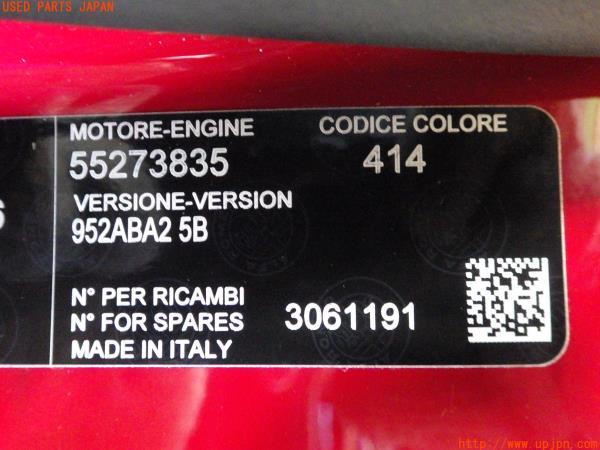 USED PARTS JAPAN
MOTORE-ENGINE
55273835
CODICE COLORE
414
VERSIONE-VERSION
952ABA2 5B
N° PER RICAMBI
N° FOR SPARES
3061191
MADE IN ITALY
http://www.upjpn.com/